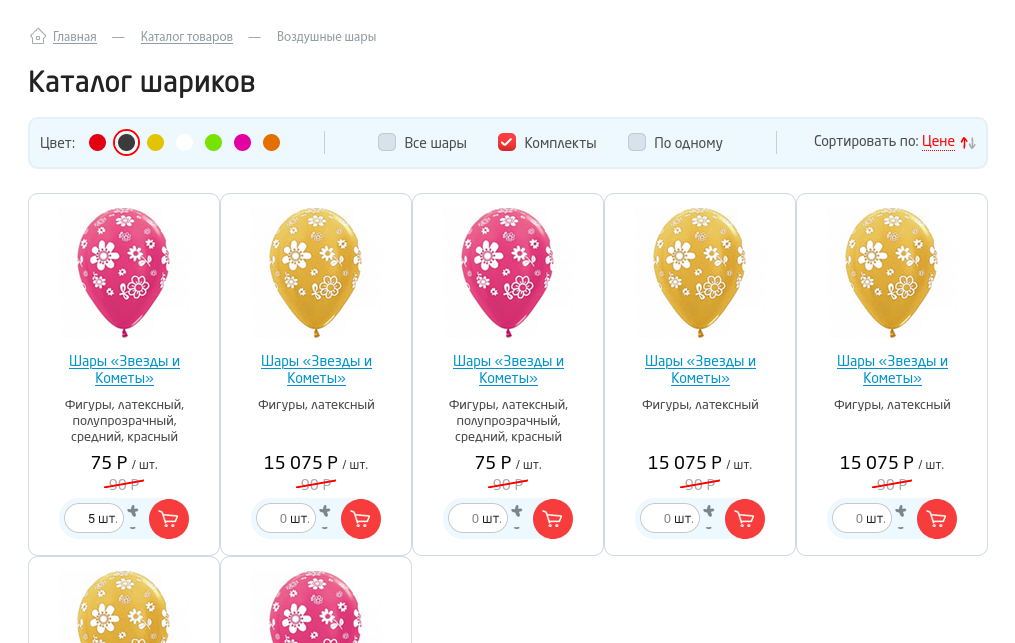 Главная — Каталог товаров — Воздушные шары
Каталог шариков
Цвет: Все шары Комплекты По одному Сортировать по: Цене
Шары «Звезды и
Кометы»
Фигуры, латексный,
полупрозрачный,
средний, красный
75 Р / шт.
90 Р
5 шт. + -
Шары «Звезды и
Кометы»
Фигуры, латексный
15 075 Р / шт.
90 Р
0 шт. + -
Шары «Звезды и
Кометы»
Фигуры, латексный,
полупрозрачный,
средний, красный
75 Р / шт.
90 Р
0 шт. + -
Шары «Звезды и
Кометы»
Фигуры, латексный
15 075 Р / шт.
90 Р
0 шт. + -
Шары «Звезды и
Кометы»
Фигуры, латексный
15 075 Р / шт.
90 Р
0 шт. + -